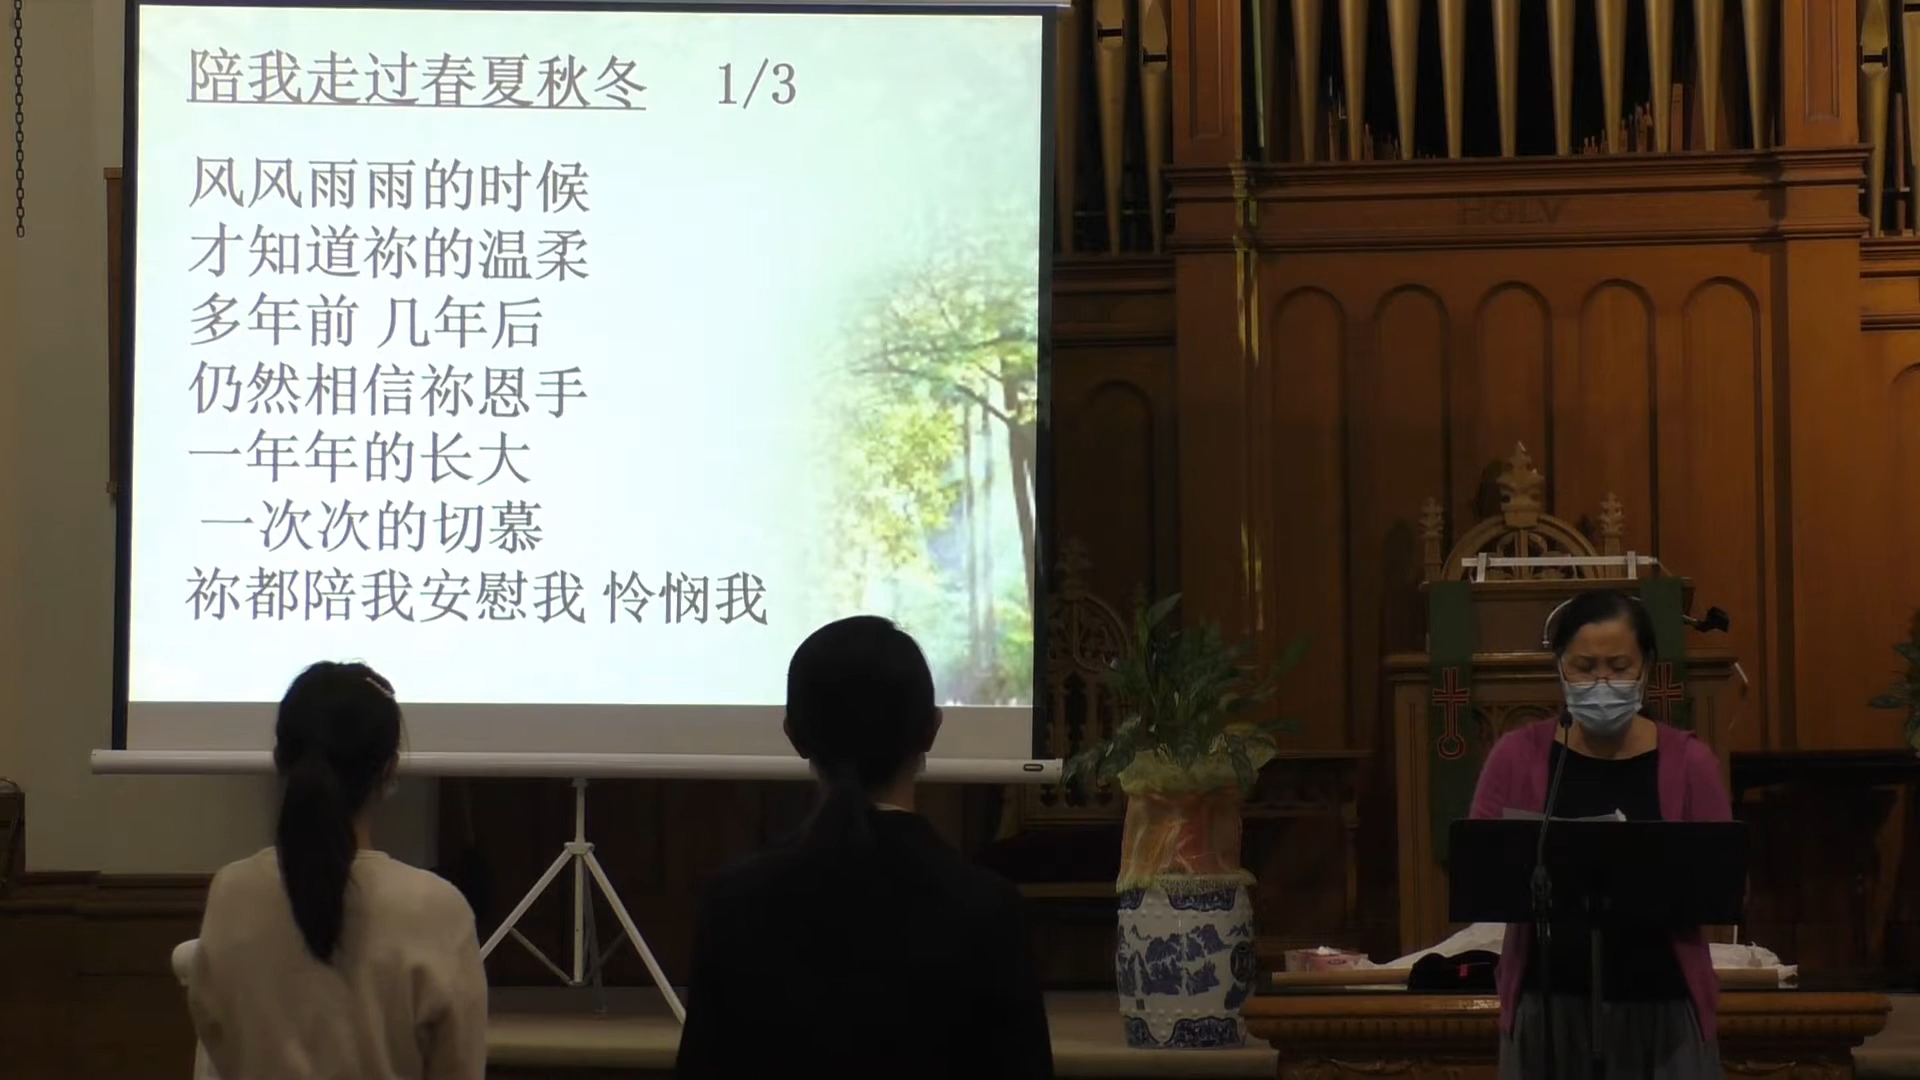 陪我走过春夏秋冬 1/3
风风雨雨的时候
才知道祢的温柔
多年前 几年后
仍然相信祢恩手
一年年的长大
一次次的切慕
祢都陪我安慰我 怜悯我
HOLY